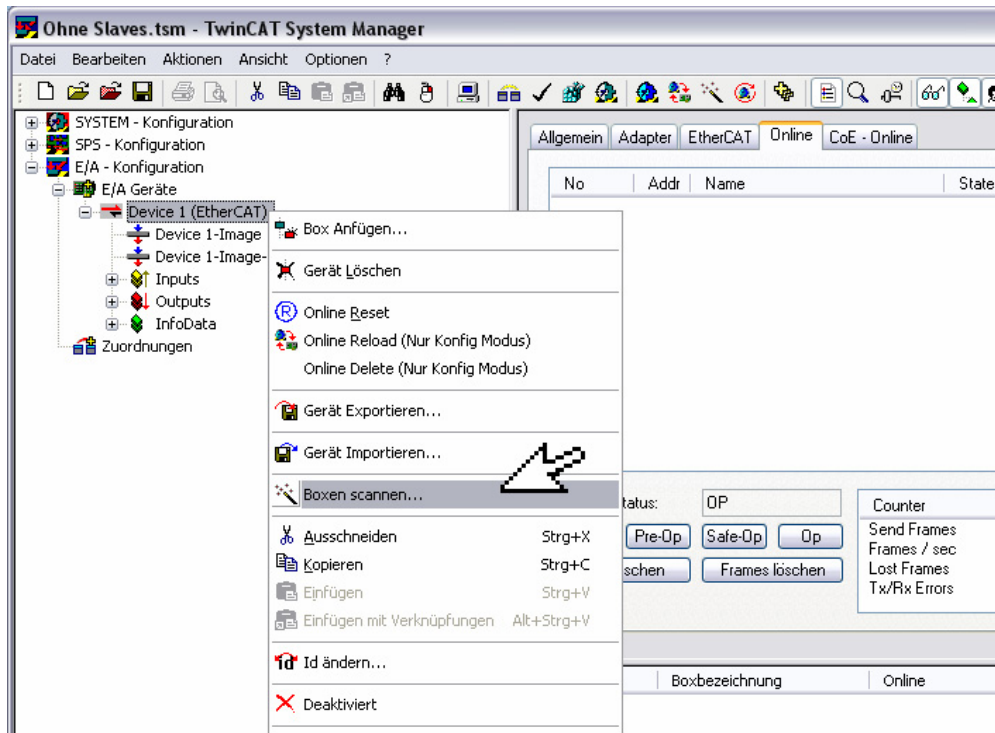 Ohne Slaves.tsm - TwinCAT System Manager
Datei Bearbeiten Aktionen Ansicht Optionen ?
SYSTEM - Konfiguration
SPS - Konfiguration
E/A - Konfiguration
E/A Geräte
Device 1 (EtherCAT)
Device 1-Image
Device 1-Image-
Inputs
Outputs
InfoData
Zuordnungen
Box Anfügen...
Gerät Löschen
Online Reset
Online Reload (Nur Konfig Modus)
Online Delete (Nur Konfig Modus)
Gerät Exportieren...
Gerät Importieren...
Boxen scannen...
Ausschneiden Strg+X
Kopieren Strg+C
Einfügen Strg+V
Einfügen mit Verknüpfungen Alt+Strg+V
Id ändern...
Deaktiviert
Allgemein Adapter EtherCAT Online CoE - Online
No Addr Name State
tatus: OP
Pre-Op Safe-Op Op
schen Frames löschen
Counter
Send Frames
Frames / sec
Lost Frames
Tx/Rx Errors
Boxbezeichnung Online